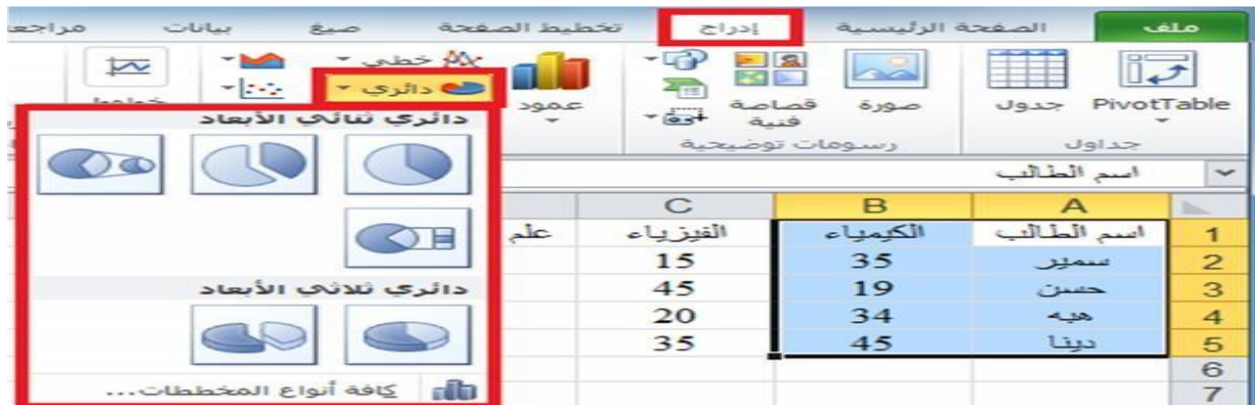 ملف الصفحة الرئيسية إدراج تخطيط الصفحة صيغ بيانات
PivotTable جدول صورة قصاصة فنية عمود خطي
دائري
جداول رسومات توضيحية
دائري ثنائي الأبعاد
دائري ثلاثي الأبعاد
كافة أنواع المخططات...
اسم الطالب
A B C
1 اسم الطالب الكيمياء الفيزياء علم
2 سمير 35 15
3 حسن 19 45
4 هبه 34 20
5 دينا 45 35
6
7